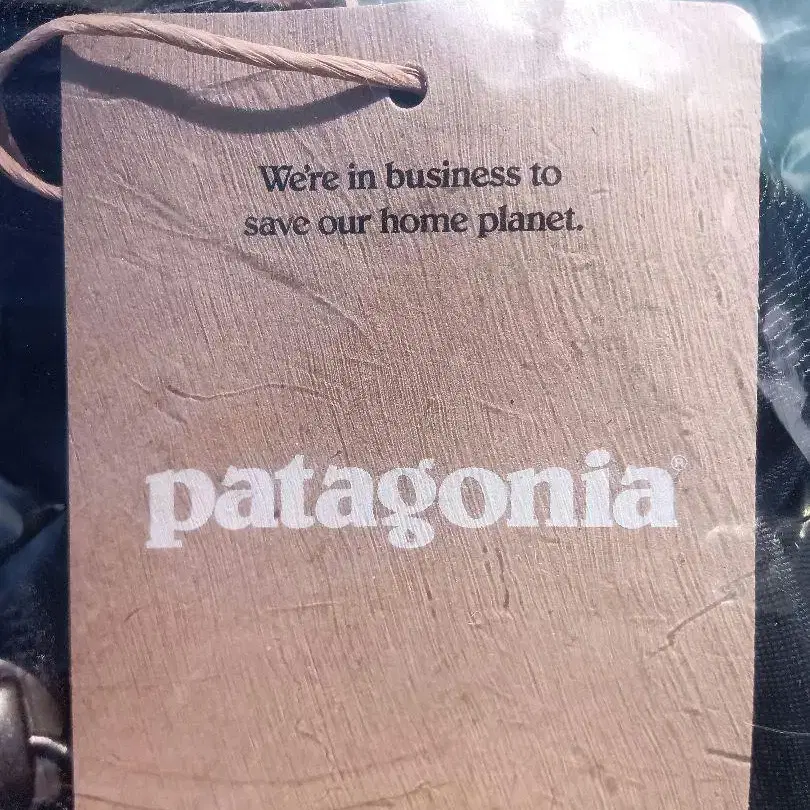 We're in business to
save our home planet.
patagonia®